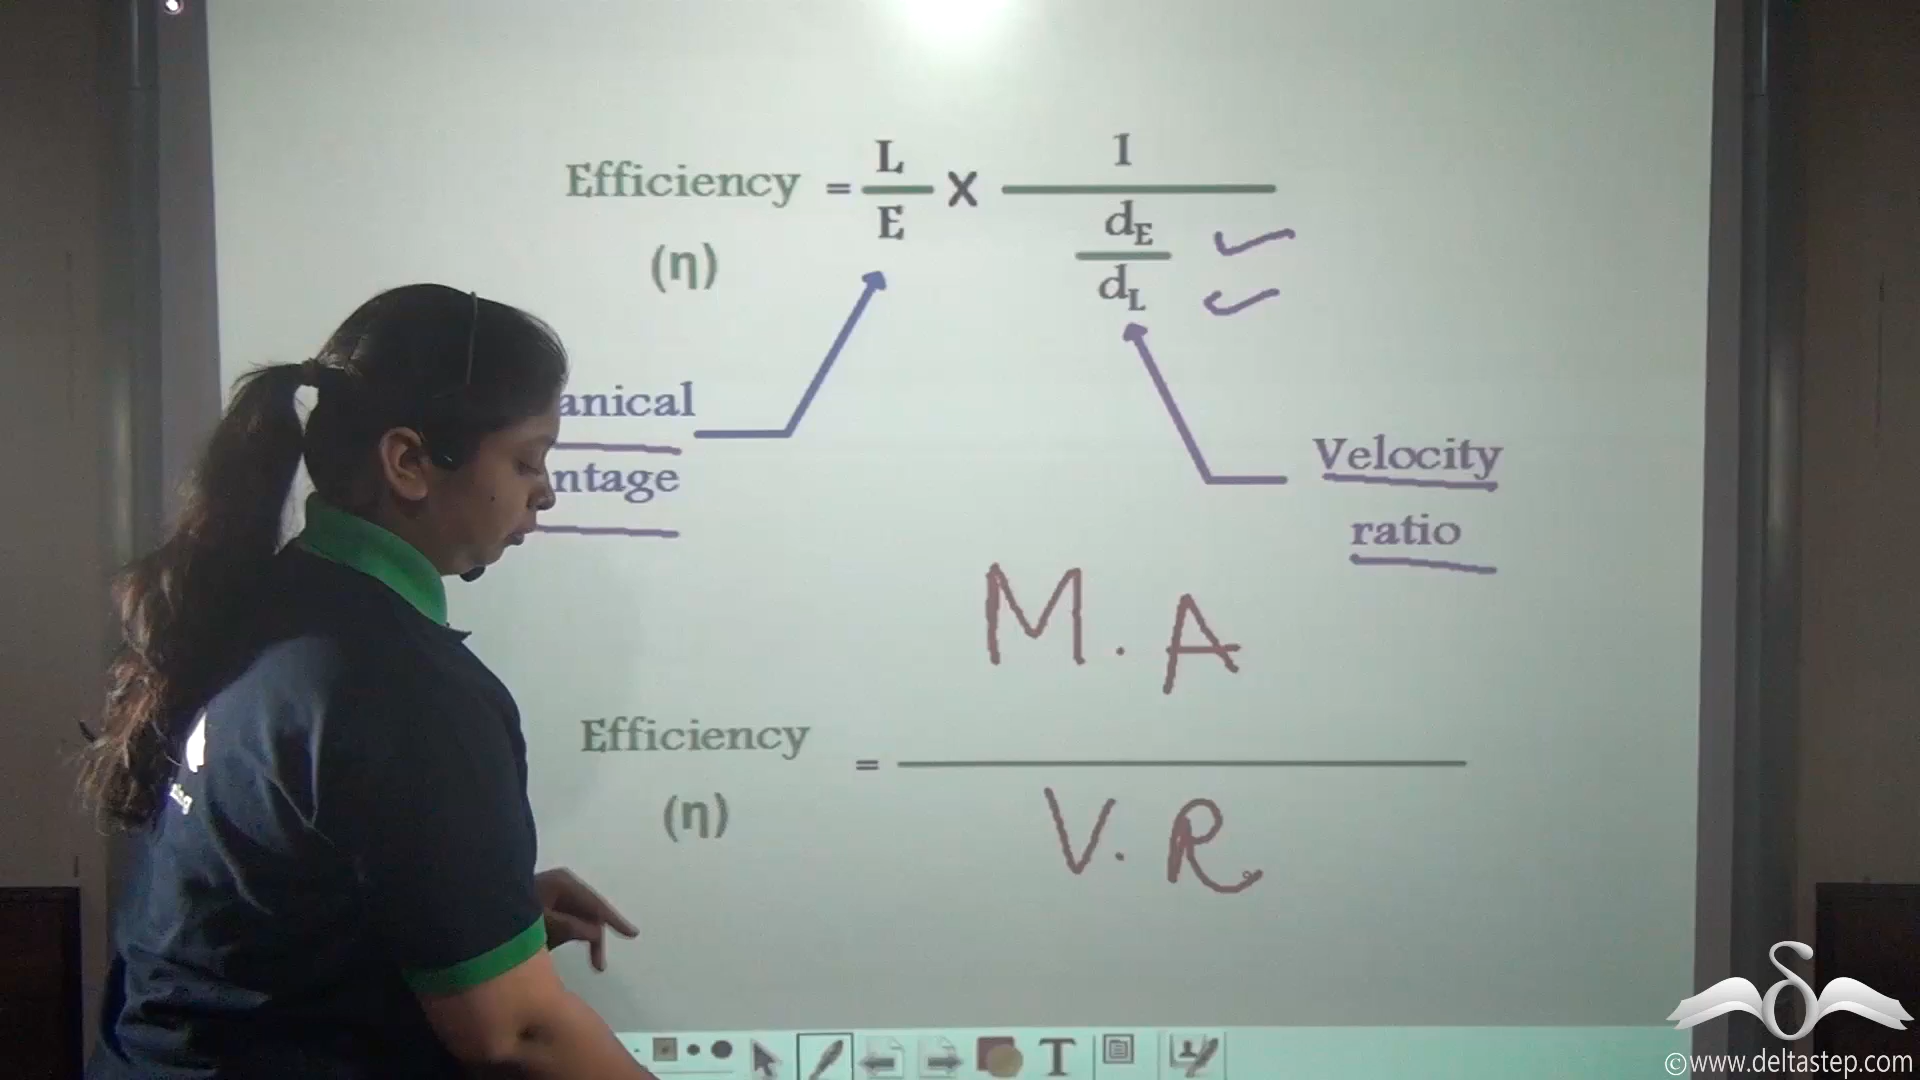 Efficiency = L/E X 1/(dE/dL)
(η)
anical
ntage
Velocity
ratio
M.A
Efficiency = 
(η)
V.R
T
©www.deltastep.com